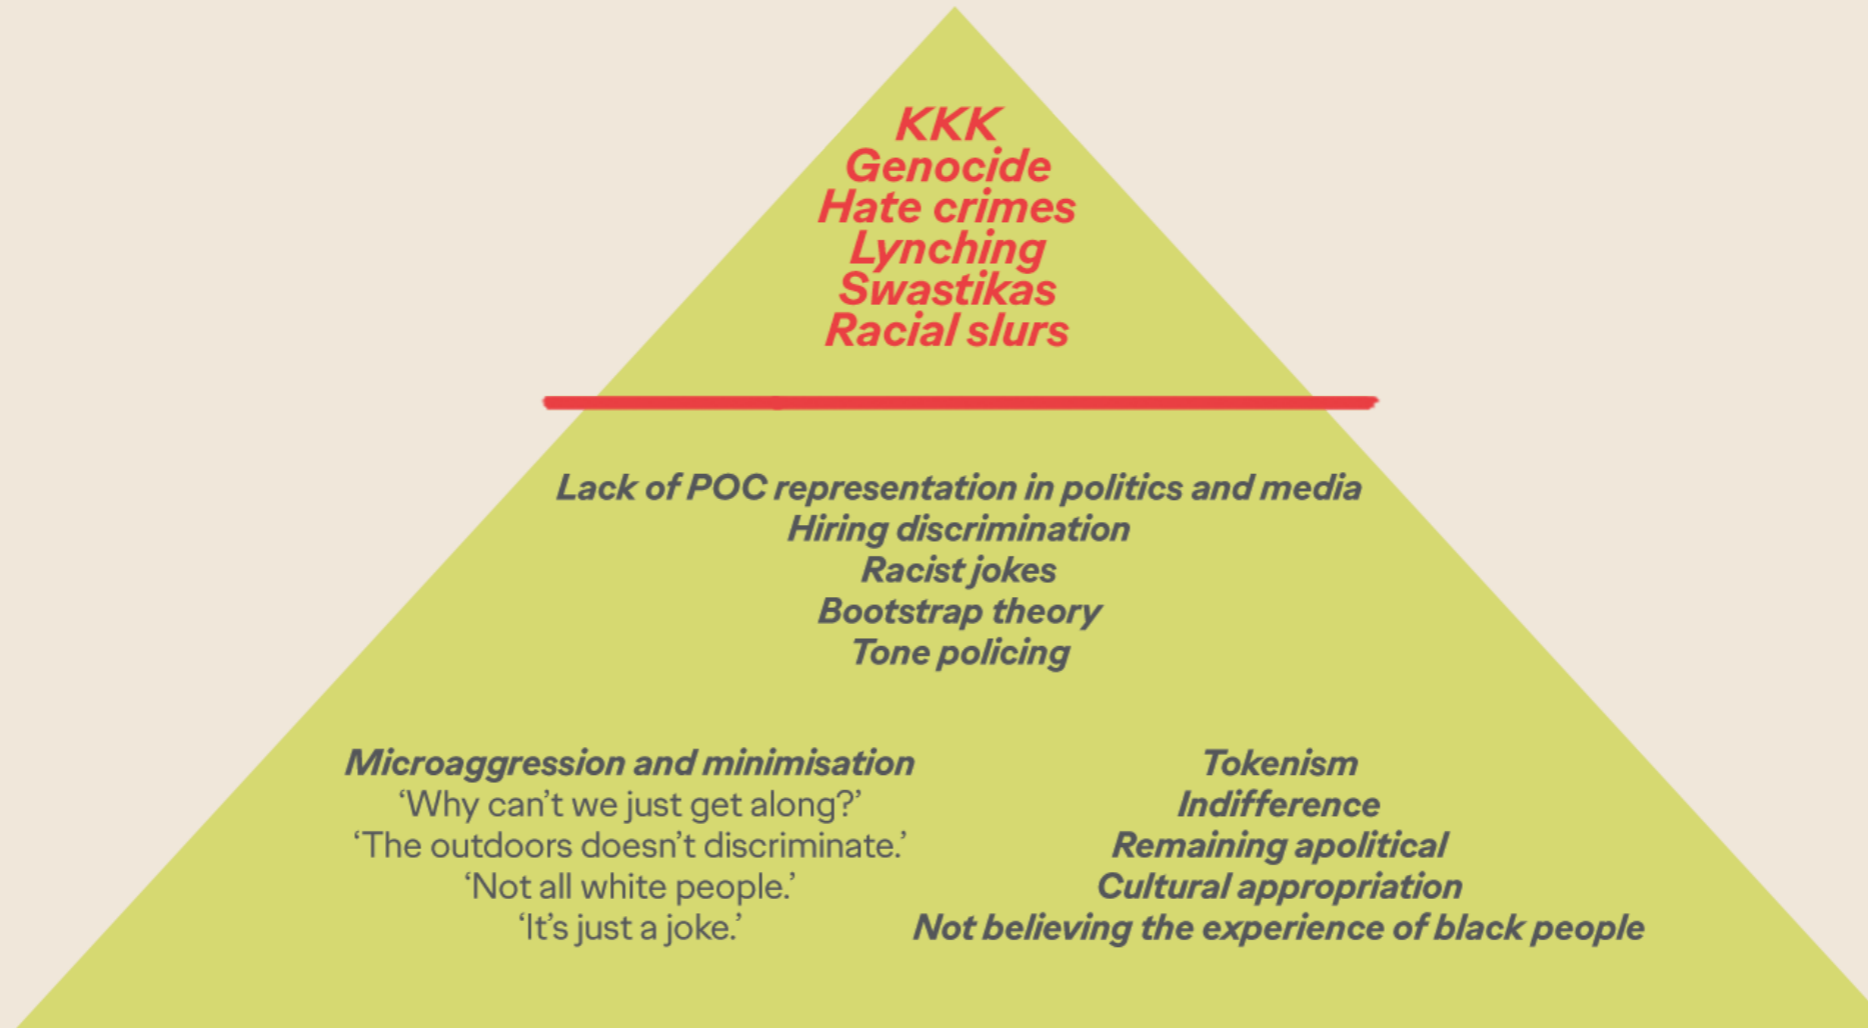 KKK
Genocide
Hate crimes
Lynching
Swastikas
Racial slurs
Lack of POC representation in politics and media
Hiring discrimination
Racist jokes
Bootstrap theory
Tone policing
Microaggression and minimisation
‘Why can’t we just get along?’
‘The outdoors doesn’t discriminate.’
‘Not all white people.’
‘It’s just a joke.’
Tokenism
Indifference
Remaining apolitical
Cultural appropriation
Not believing the experience of black people